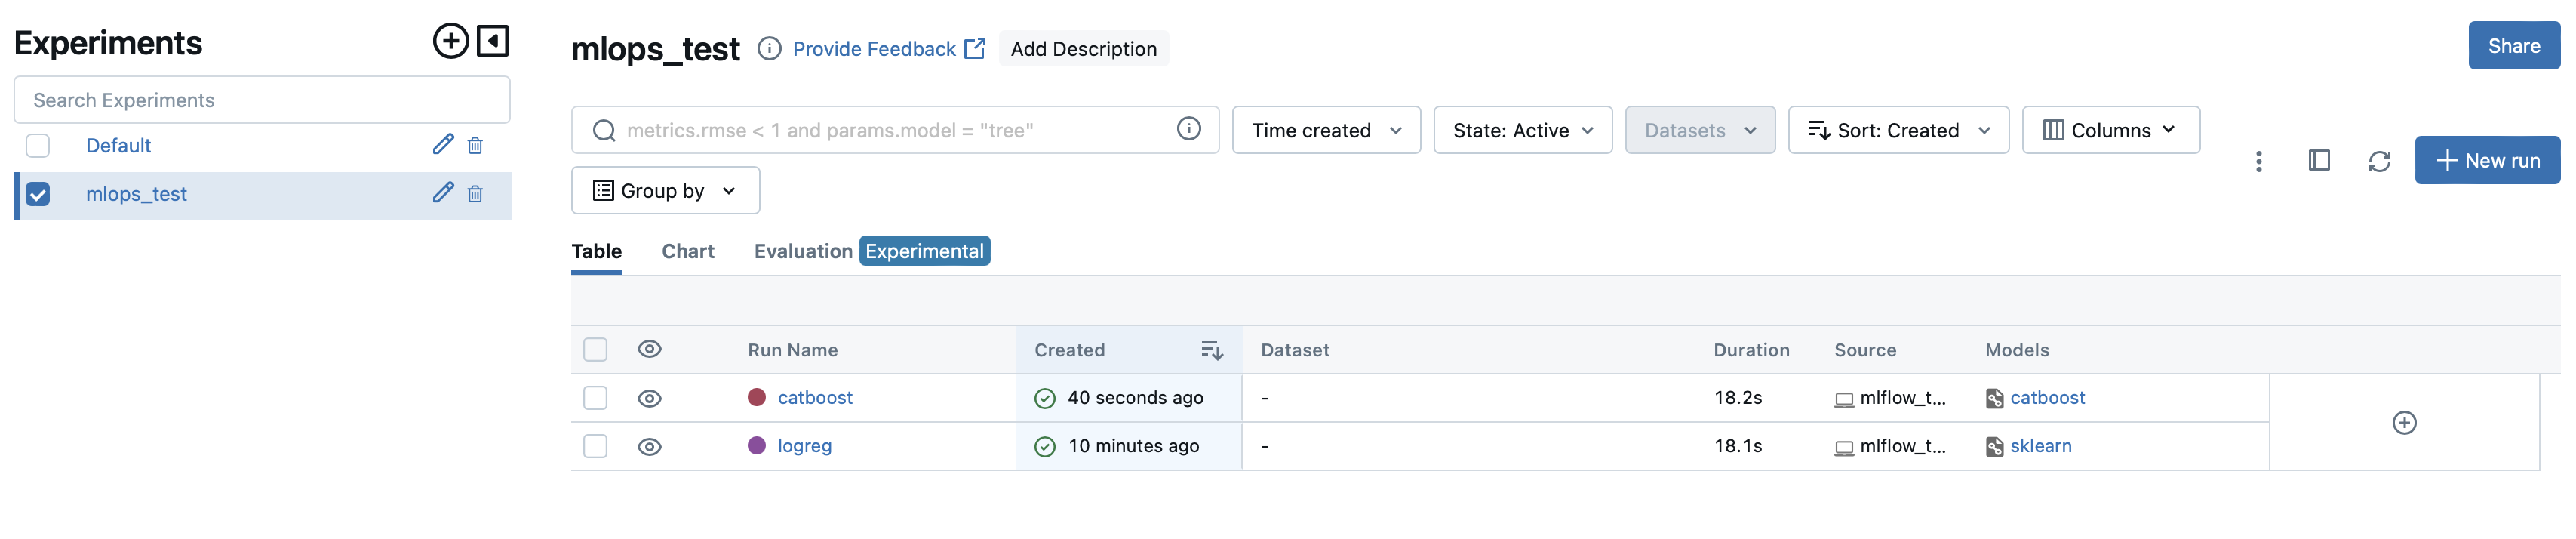 Experiments
Search Experiments
Default
mlops_test
mlops_test Provide Feedback Add Description
Share
metrics.rmse < 1 and params.model = "tree" Time created State: Active Datasets Sort: Created Columns
New run
Group by
Table Chart Evaluation Experimental
Run Name Created Dataset Duration Source Models
catboost 40 seconds ago - 18.2s mlflow_t... catboost
logreg 10 minutes ago - 18.1s mlflow_t... sklearn